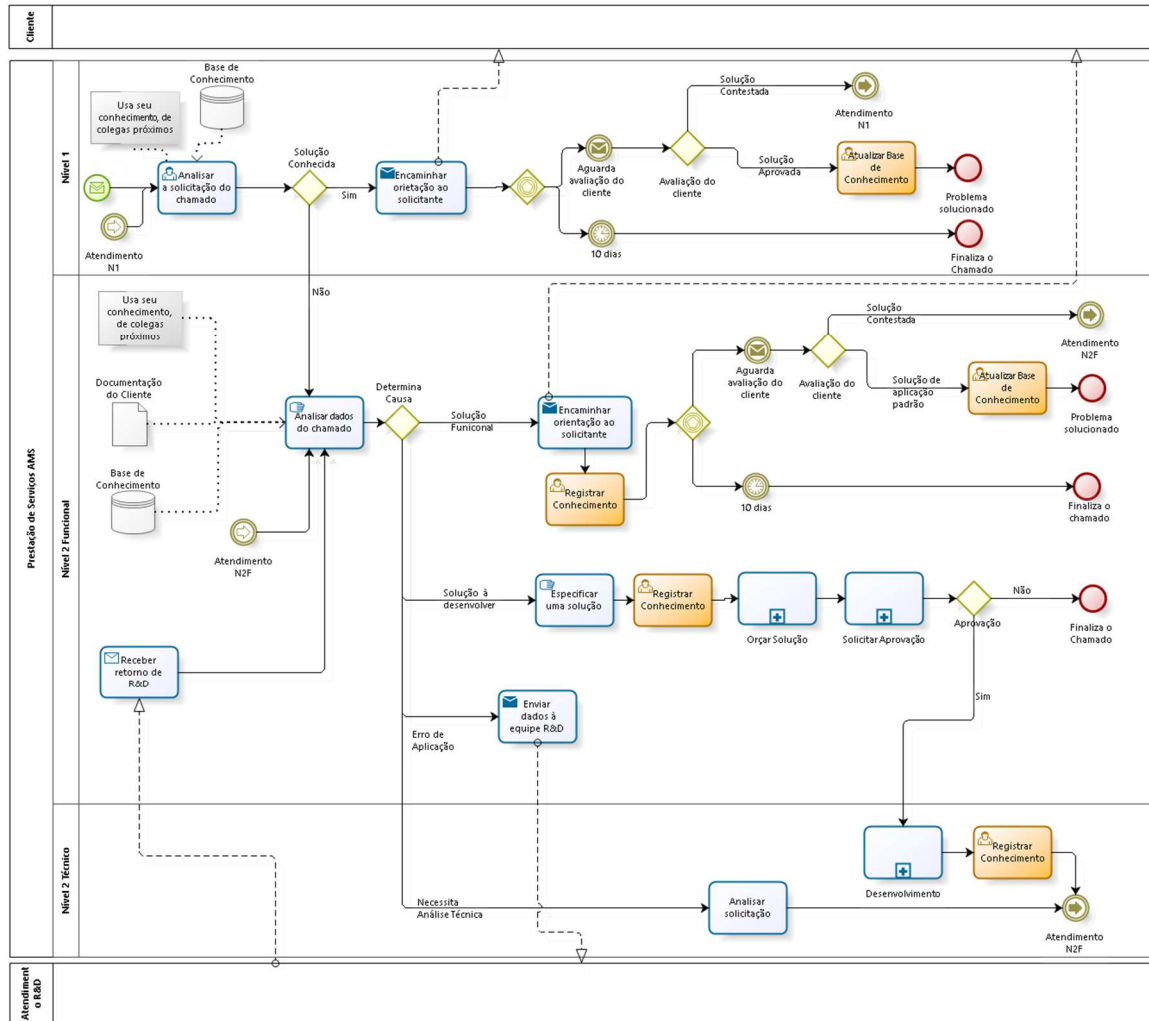 Cliente
Prestação de Serviços AMS
Nível 1
Base de
Conhecimento
Usa seu
conhecimento, de
colegas próximos
Analisar
a solicitação do
chamado
Atendimento
N1
Solução
Conhecida
Sim
Não
Encaminhar
orietação ao
solicitante
Aguarda
avaliação do
cliente
10 dias
Avaliação do
cliente
Solução
Contestada
Atendimento
N1
Solução
Aprovada
Atualizar Base
de
Conhecimento
Problema
solucionado
Finaliza o
Chamado
Nível 2 Funcional
Usa seu
conhecimento,
de colegas
próximos
Documentação
do Cliente
Base de
Conhecimento
Analisar dados
do chamado
Atendimento
N2F
Receber
retorno de
R&D
Determina
Causa
Solução
Funiconal
Encaminhar
orientação ao
solicitante
Registrar
Conhecimento
Aguarda
avaliação do
cliente
10 dias
Avaliação do
cliente
Solução
Contestada
Atendimento
N2F
Solução de
aplicação
padrão
Atualizar Base
de
Conhecimento
Problema
solucionado
Finaliza o
chamado
Solução à
desenvolver
Especificar
uma solução
Registrar
Conhecimento
Orçar Solução
Solicitar Aprovação
Aprovação
Não
Finaliza o
Chamado
Sim
Erro de
Aplicação
Enviar
dados à
equipe R&D
Nível 2 Técnico
Desenvolvimento
Registrar
Conhecimento
Necessita
Análise Técnica
Analisar
solicitação
Atendimento
N2F
Atendiment
o R&D